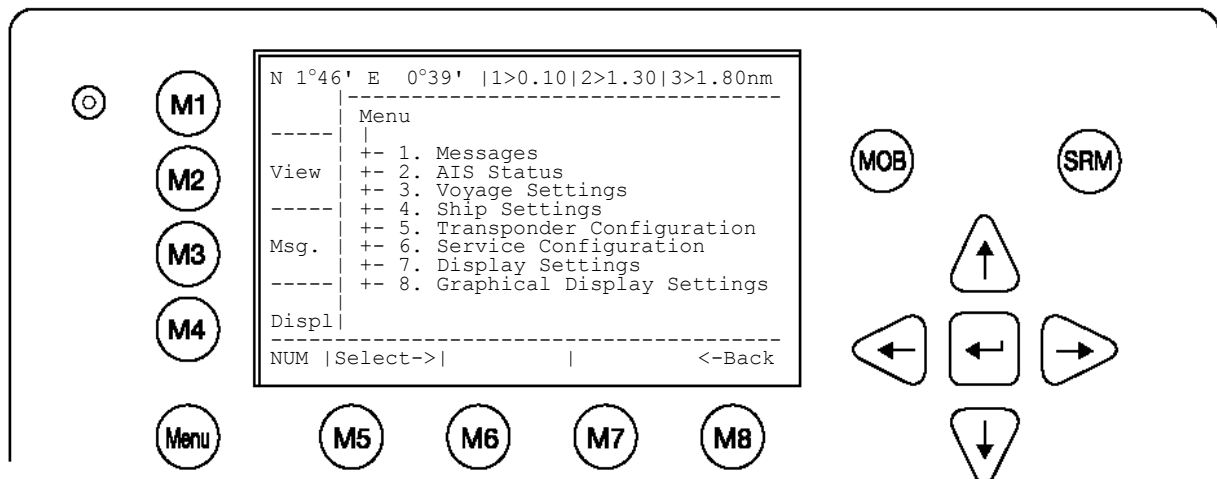 N 1°46' E 0°39' |1>0.10|2>1.30|3>1.80nm
Menu
+- 1. Messages
View
+- 2. AIS Status
+- 3. Voyage Settings
+- 4. Ship Settings
+- 5. Transponder Configuration
Msg.
+- 6. Service Configuration
+- 7. Display Settings
+- 8. Graphical Display Settings
Displ
NUM |Select->| | <-Back
M1
M2
M3
M4
Menu
M5
M6
M7
M8
MOB
SRM